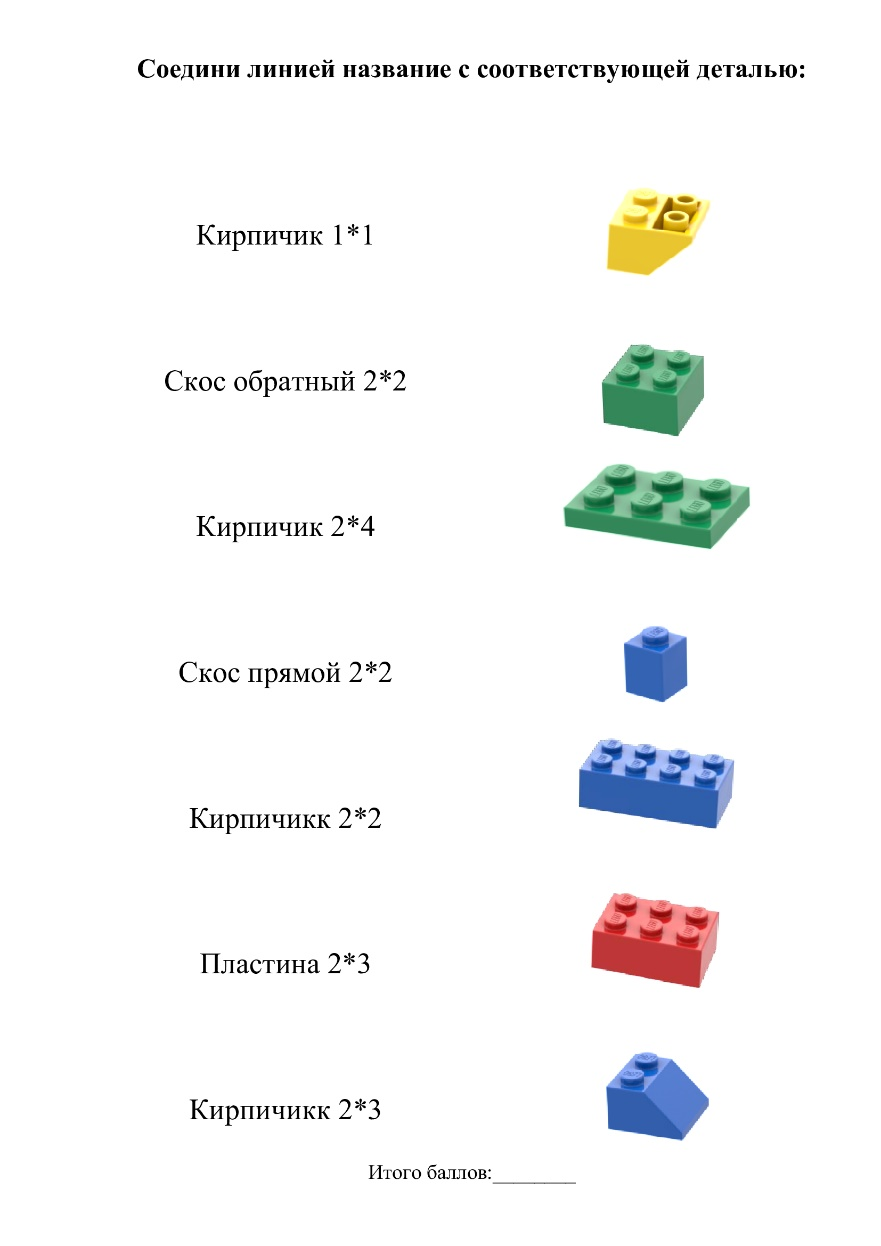 Соедини линией название с соответствующей деталью:
Кирпичик 1*1
Скос обратный 2*2
Кирпичик 2*4
Скос прямой 2*2
Кирпичикк 2*2
Пластина 2*3
Кирпичикк 2*3
Итого баллов:________